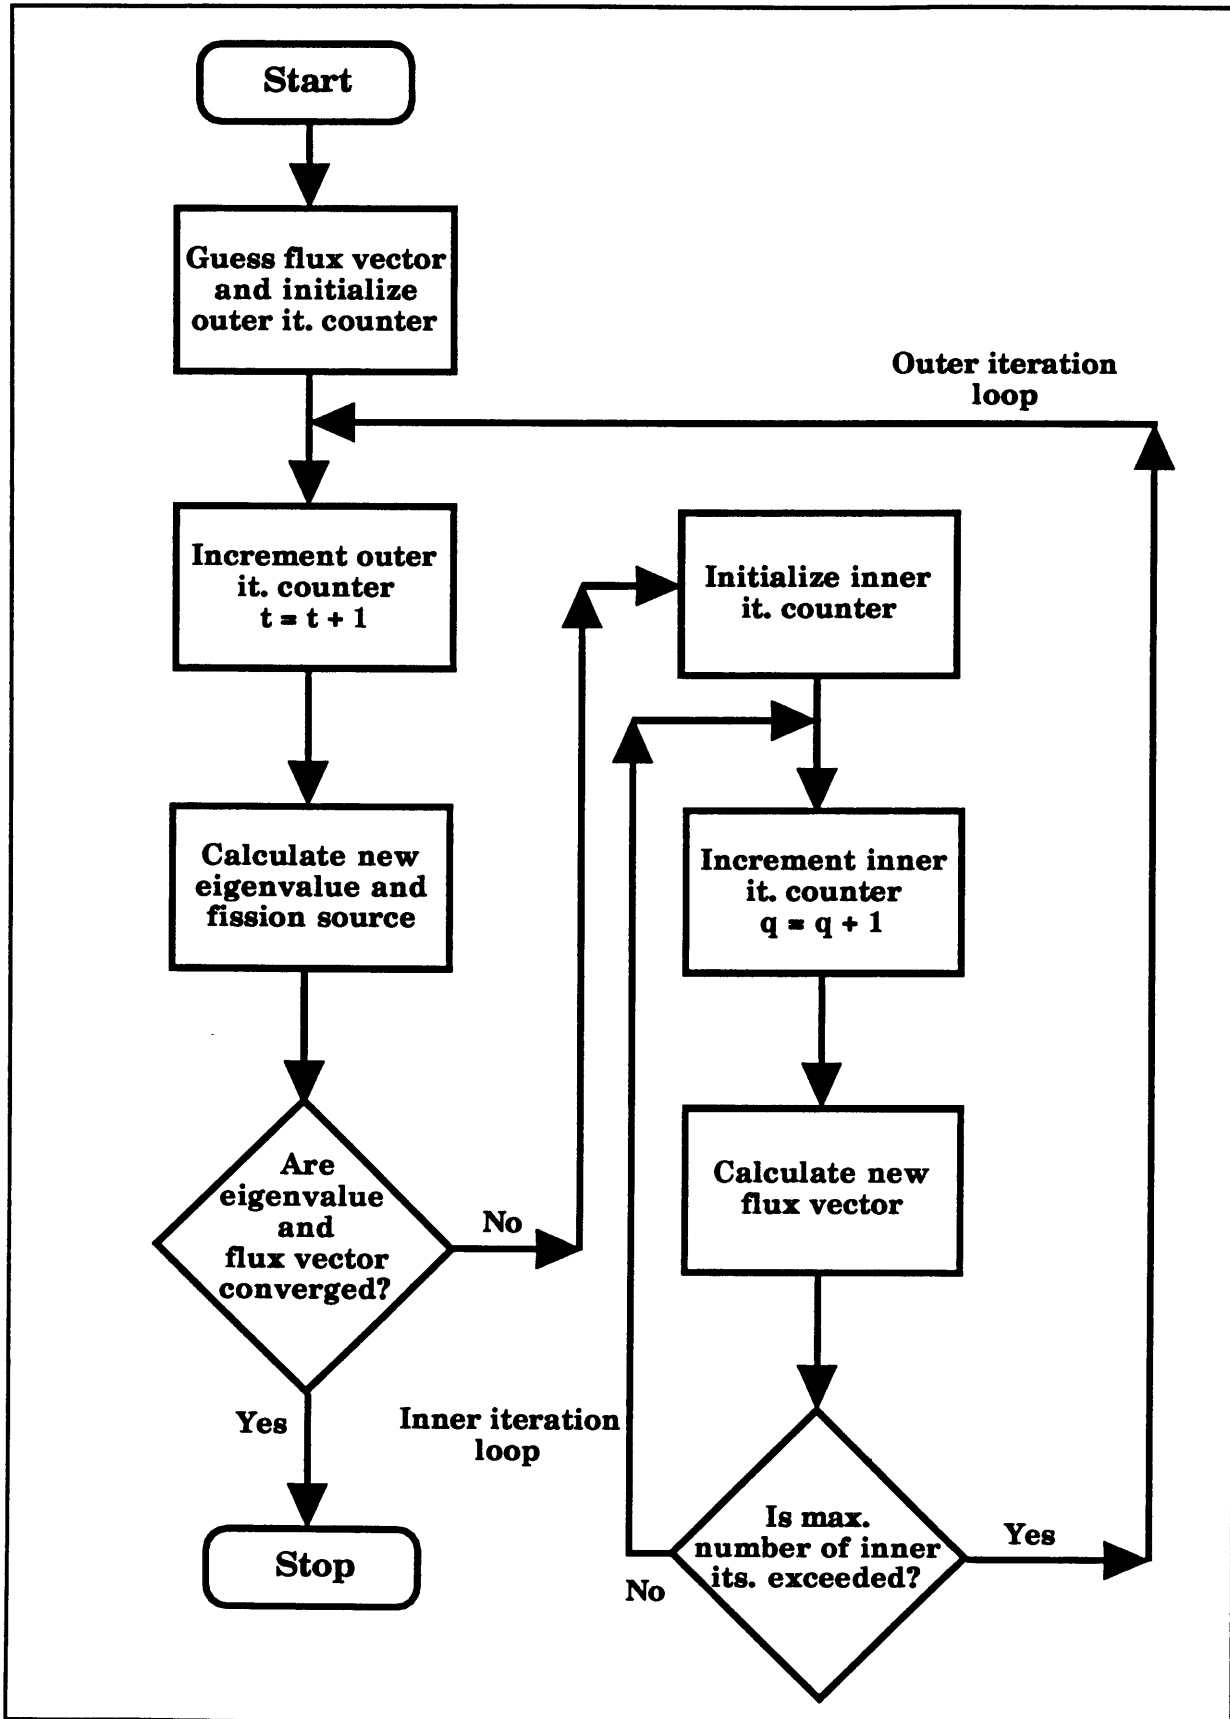 Start
Guess flux vector
and initialize
outer it. counter
Outer iteration
loop
Increment outer
it. counter
t = t + 1
Initialize inner
it. counter
Calculate new
eigenvalue and
fission source
Increment inner
it. counter
q = q + 1
Are
eigenvalue
and
flux vector
converged?
No
Calculate new
flux vector
Yes
Inner iteration
loop
Stop
Is max.
number of inner
its. exceeded?
Yes
No